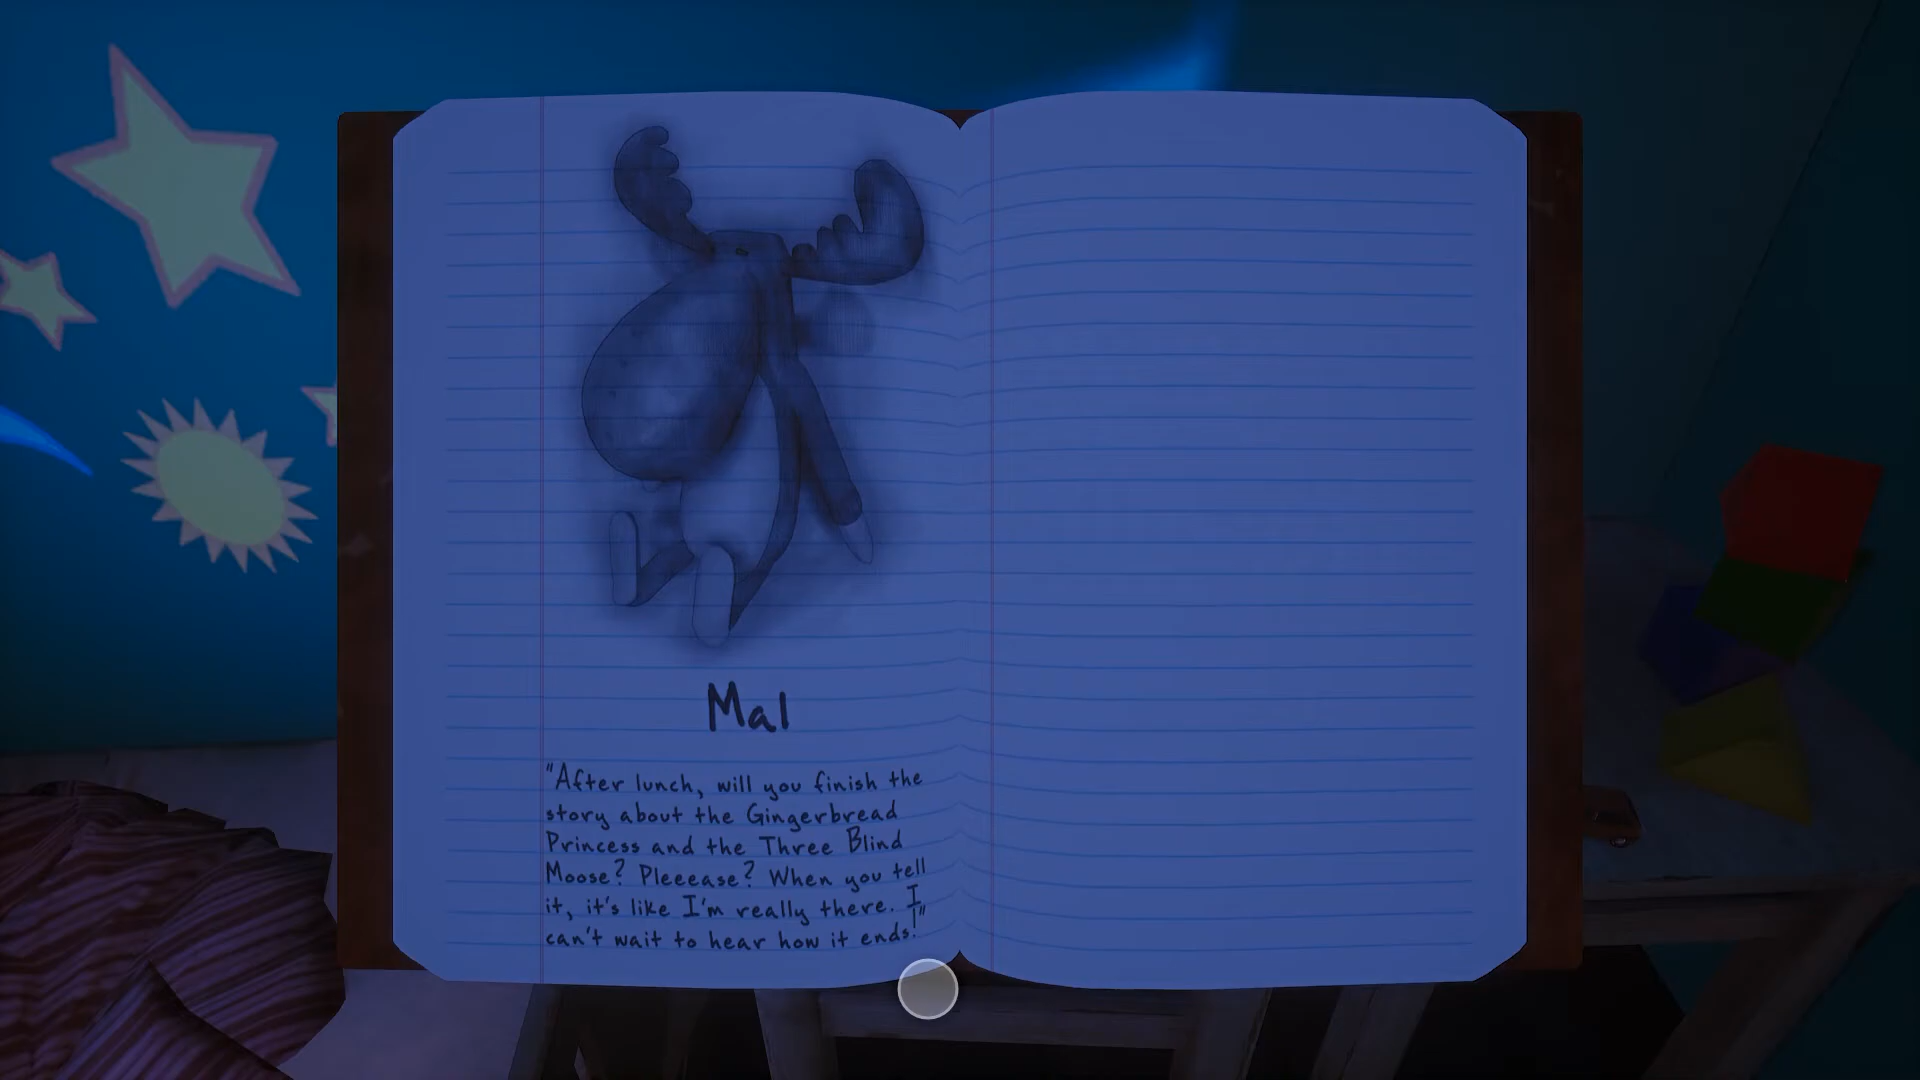 Mal
"After lunch, will you finish the
story about the Gingerbread
Princess and the Three Blind
Moose? Pleeease? When you tell
it, it's like I'm really there. I
can't wait to hear how it ends!"